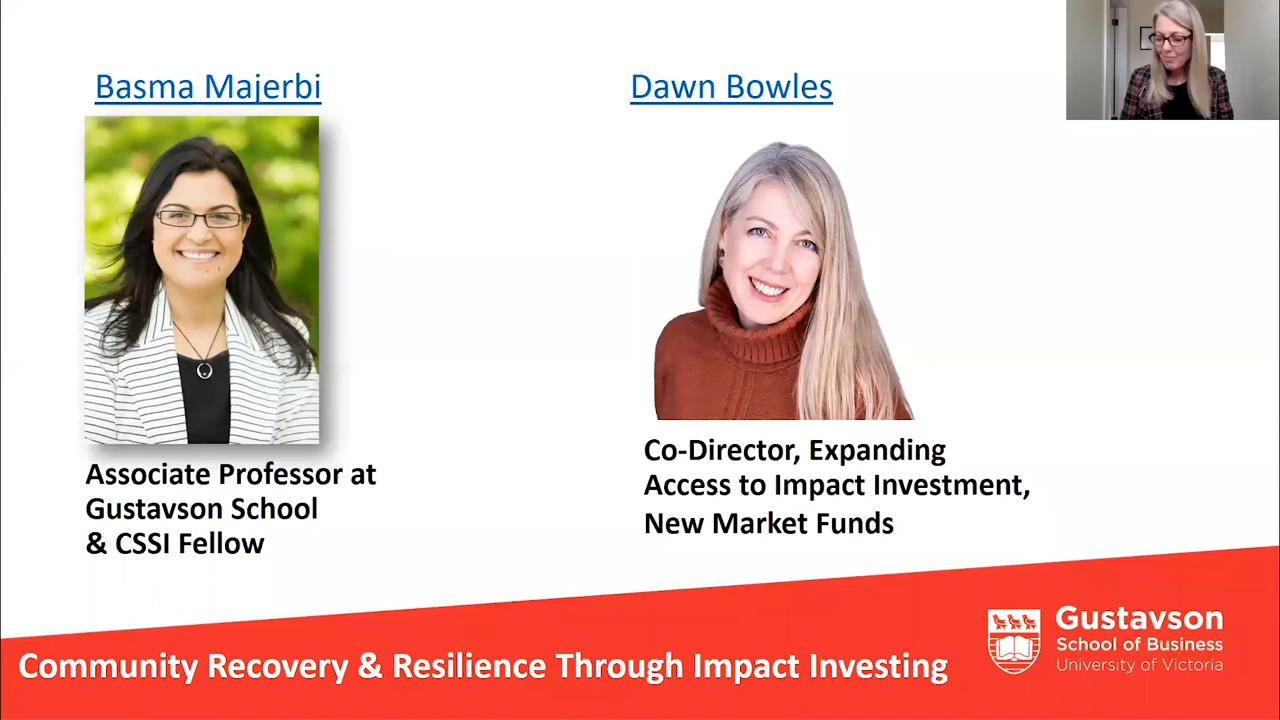 Basma Majerbi
Dawn Bowles
Associate Professor at
Gustavson School
& CSSI Fellow
Co-Director, Expanding
Access to Impact Investment,
New Market Funds
Community Recovery & Resilience Through Impact Investing
Gustavson
School of Business
University of Victoria